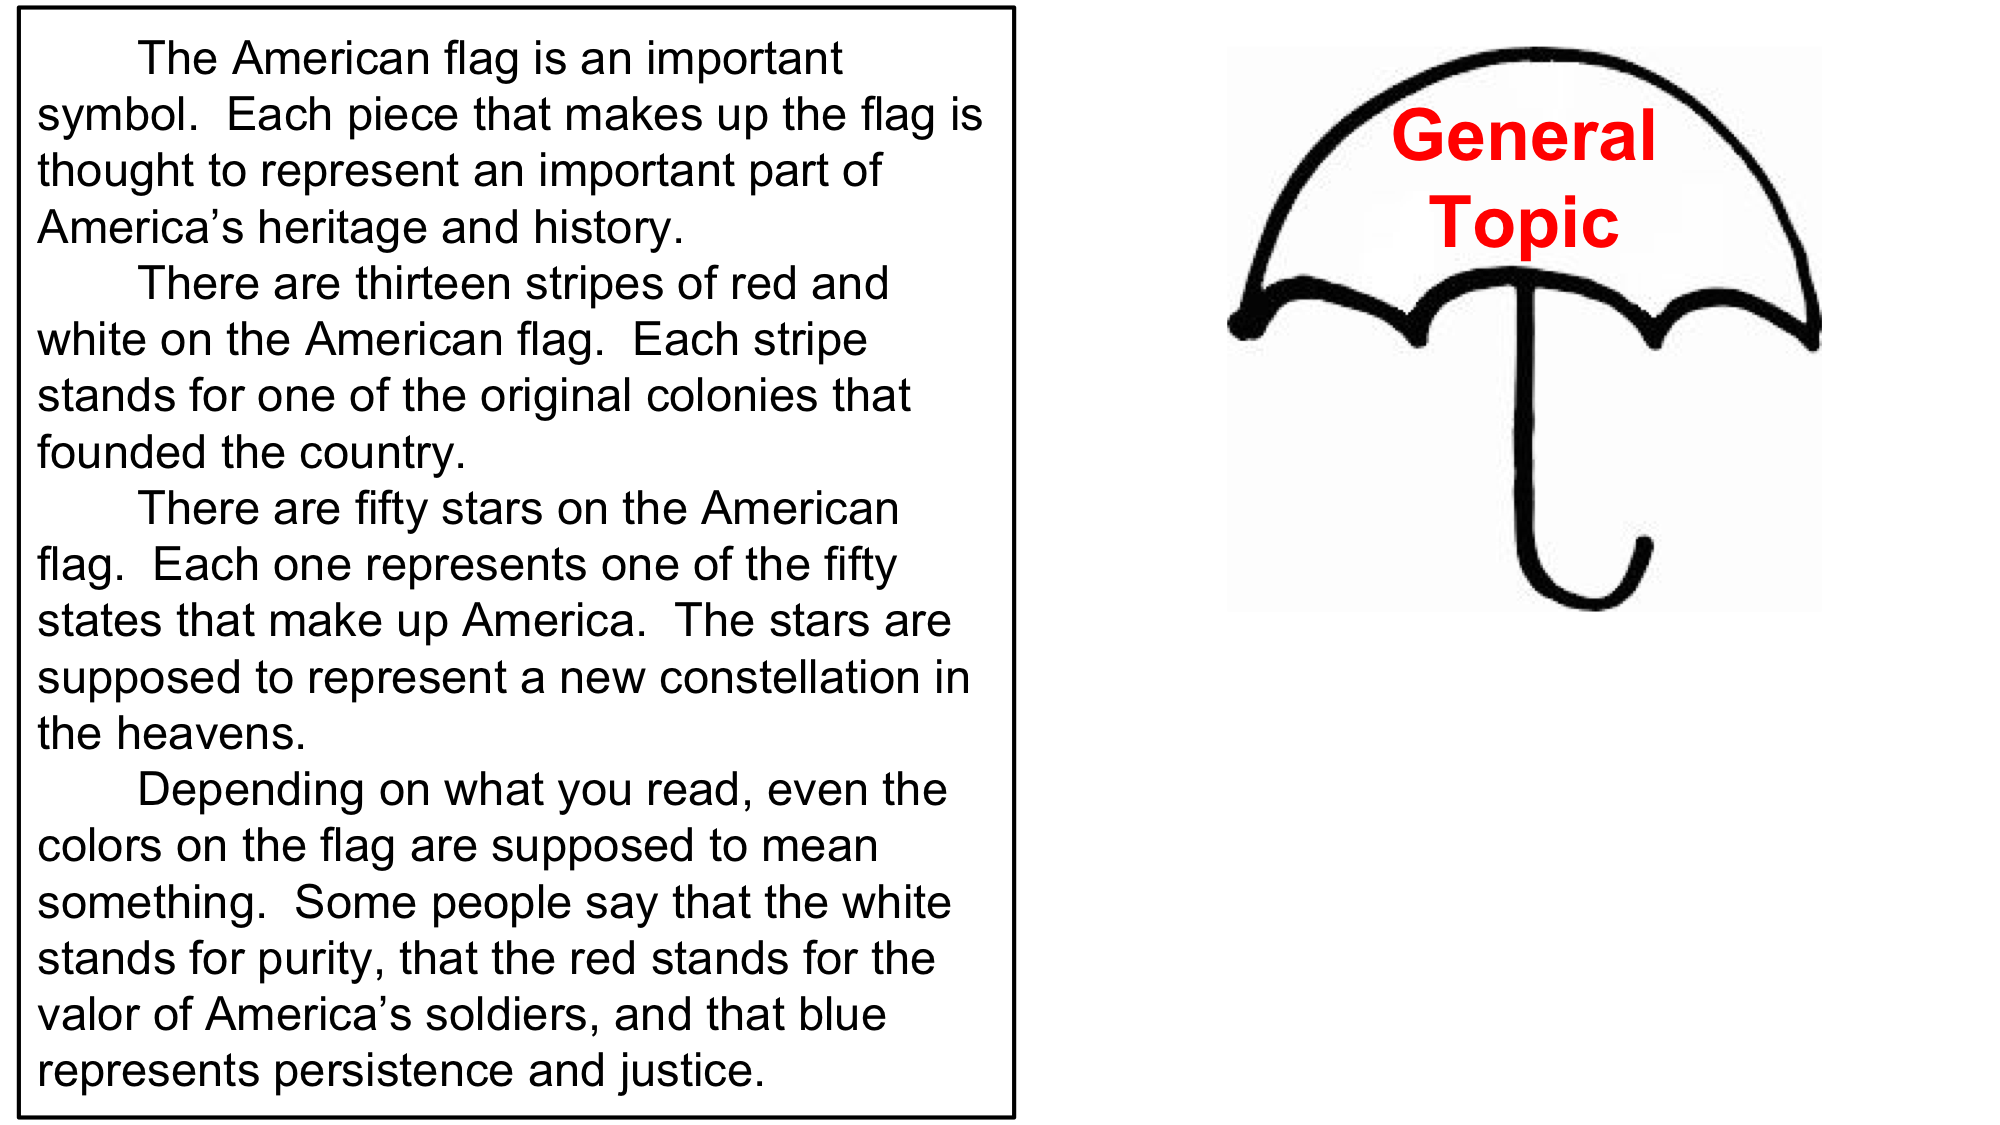 The American flag is an important
symbol.  Each piece that makes up the flag is
thought to represent an important part of
America’s heritage and history.
There are thirteen stripes of red and
white on the American flag.  Each stripe
stands for one of the original colonies that
founded the country.
There are fifty stars on the American
flag.  Each one represents one of the fifty
states that make up America.  The stars are
supposed to represent a new constellation in
the heavens.
Depending on what you read, even the
colors on the flag are supposed to mean
something.  Some people say that the white
stands for purity, that the red stands for the
valor of America’s soldiers, and that blue
represents persistence and justice.
General
Topic